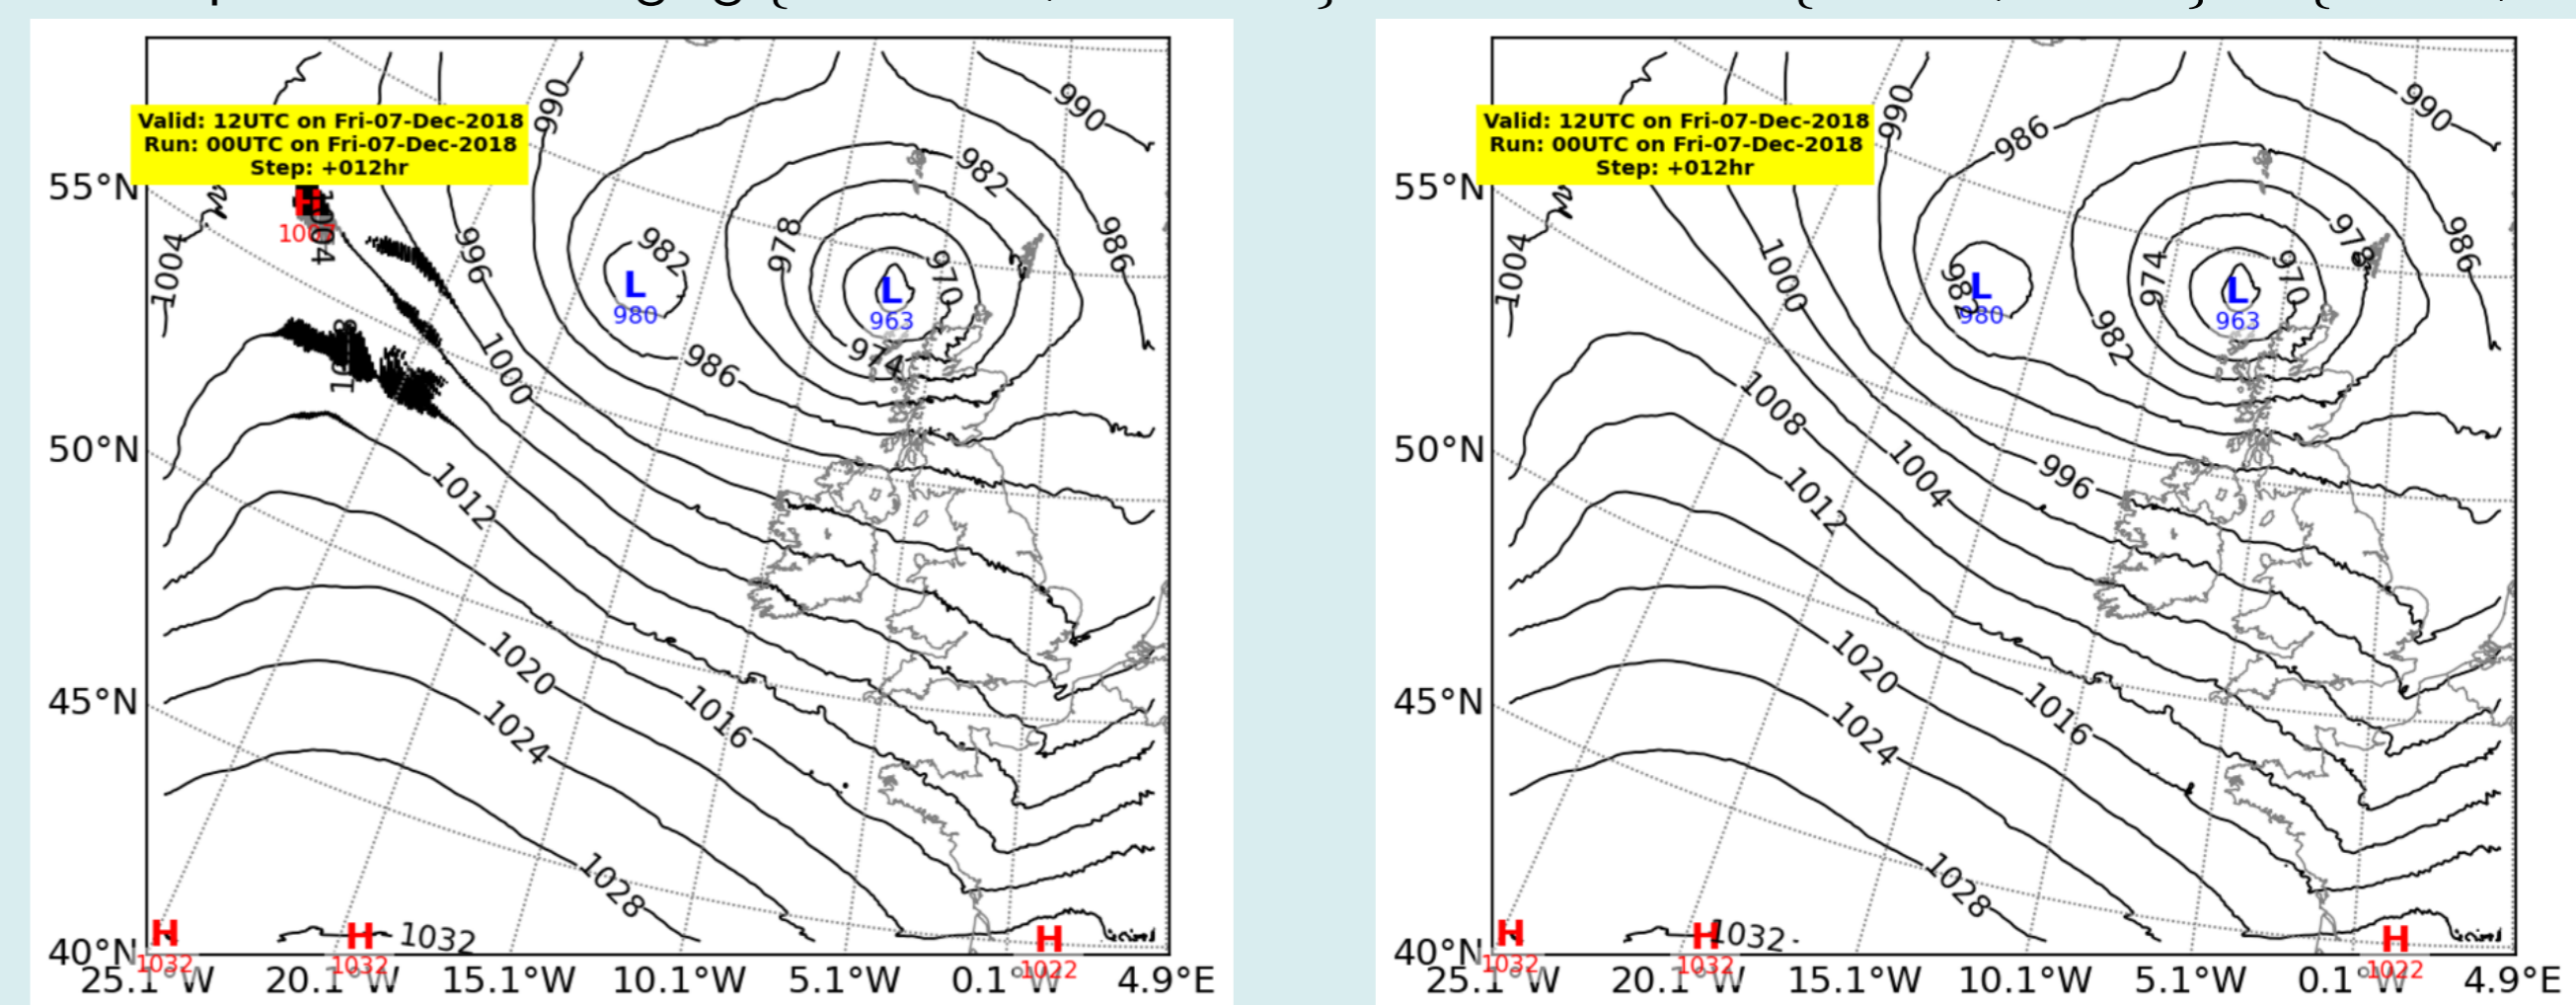 Valid: 12UTC on Fri-07-Dec-2018
Run: 00UTC on Fri-07-Dec-2018
Step: +012hr
990
990
982
986
978
996
982
970
L
980
L
963
974
986
1000
H
1004
1004
1012
1020
1016
1024
1028
1032
H
1032
H
1032
H
1022
55°N
50°N
45°N
40°N
25.1°W
20.1°W
15.1°W
10.1°W
5.1°W
0.1°W
4.9°E
Valid: 12UTC on Fri-07-Dec-2018
Run: 00UTC on Fri-07-Dec-2018
Step: +012hr
990
986
990
978
986
1000
974
970
L
980
L
963
982
1004
1008
1012
1004
996
1020
1016
1024
1028
1032
H
1032
H
1032
H
1022
55°N
50°N
45°N
40°N
25.1°W
20.1°W
15.1°W
10.1°W
5.1°W
0.1°W
4.9°E